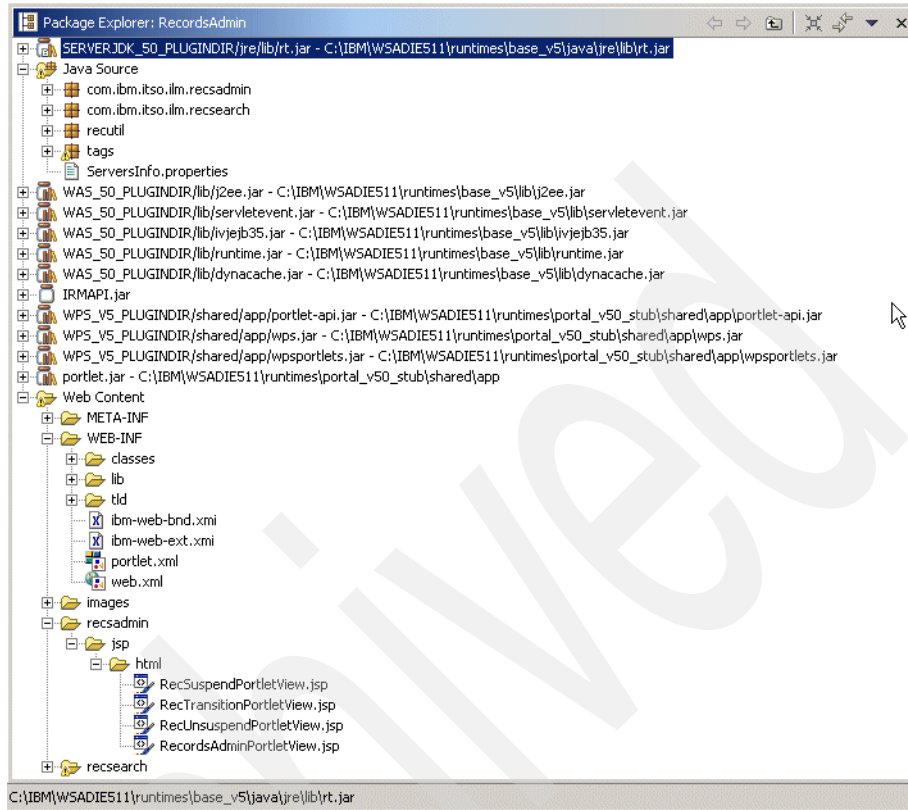 Package Explorer: RecordsAdmin
SERVERJDK_50_PLUGINDIR/jre/lib/rt.jar - C:\IBM\WSADIE511\runtimes\base_v5\java\jre\lib\rt.jar
Java Source
com.ibm.itso.ilm.recsadmin
com.ibm.itso.ilm.recsearch
recutil
tags
ServersInfo.properties
WAS_50_PLUGINDIR/lib/j2ee.jar - C:\IBM\WSADIE511\runtimes\base_v5\lib\j2ee.jar
WAS_50_PLUGINDIR/lib/servletevent.jar - C:\IBM\WSADIE511\runtimes\base_v5\lib\servletevent.jar
WAS_50_PLUGINDIR/lib/ivjejb35.jar - C:\IBM\WSADIE511\runtimes\base_v5\lib\ivjejb35.jar
WAS_50_PLUGINDIR/lib/runtime.jar - C:\IBM\WSADIE511\runtimes\base_v5\lib\runtime.jar
WAS_50_PLUGINDIR/lib/dynacache.jar - C:\IBM\WSADIE511\runtimes\base_v5\lib\dynacache.jar
IRMAPI.jar
WPS_V5_PLUGINDIR/shared/app/portlet-api.jar - C:\IBM\WSADIE511\runtimes\portal_v50_stub\shared\app\portlet-api.jar
WPS_V5_PLUGINDIR/shared/app/wps.jar - C:\IBM\WSADIE511\runtimes\portal_v50_stub\shared\app\wps.jar
WPS_V5_PLUGINDIR/shared/app/wpsportlets.jar - C:\IBM\WSADIE511\runtimes\portal_v50_stub\shared\app\wpsportlets.jar
portlet.jar - C:\IBM\WSADIE511\runtimes\portal_v50_stub\shared\app
Web Content
META-INF
WEB-INF
classes
lib
tld
ibm-web-bnd.xmi
ibm-web-ext.xmi
portlet.xml
web.xml
images
recsadmin
jsp
html
RecSuspendPortletView.jsp
RecTransitionPortletView.jsp
RecUnsuspendPortletView.jsp
RecordsAdminPortletView.jsp
recsearch
C:\IBM\WSADIE511\runtimes\base_v5\java\jre\lib\rt.jar